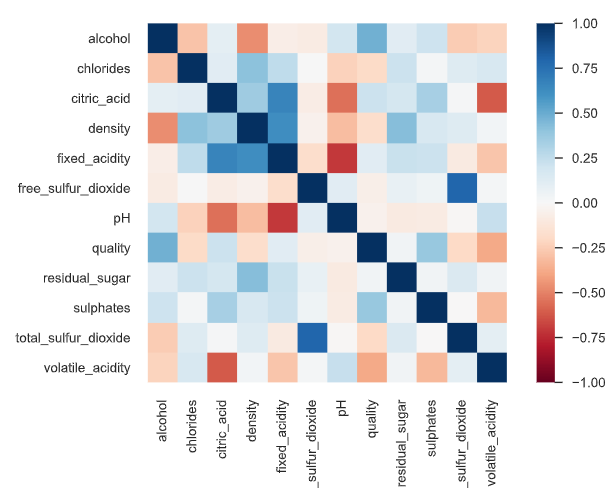 alcohol
chlorides
citric_acid
density
fixed_acidity
free_sulfur_dioxide
pH
quality
residual_sugar
sulphates
total_sulfur_dioxide
volatile_acidity
alcohol
chlorides
citric_acid
density
fixed_acidity
_sulfur_dioxide
pH
quality
residual_sugar
sulphates
_sulfur_dioxide
volatile_acidity
1.00
0.75
0.50
0.25
0.00
−0.25
−0.50
−0.75
−1.00